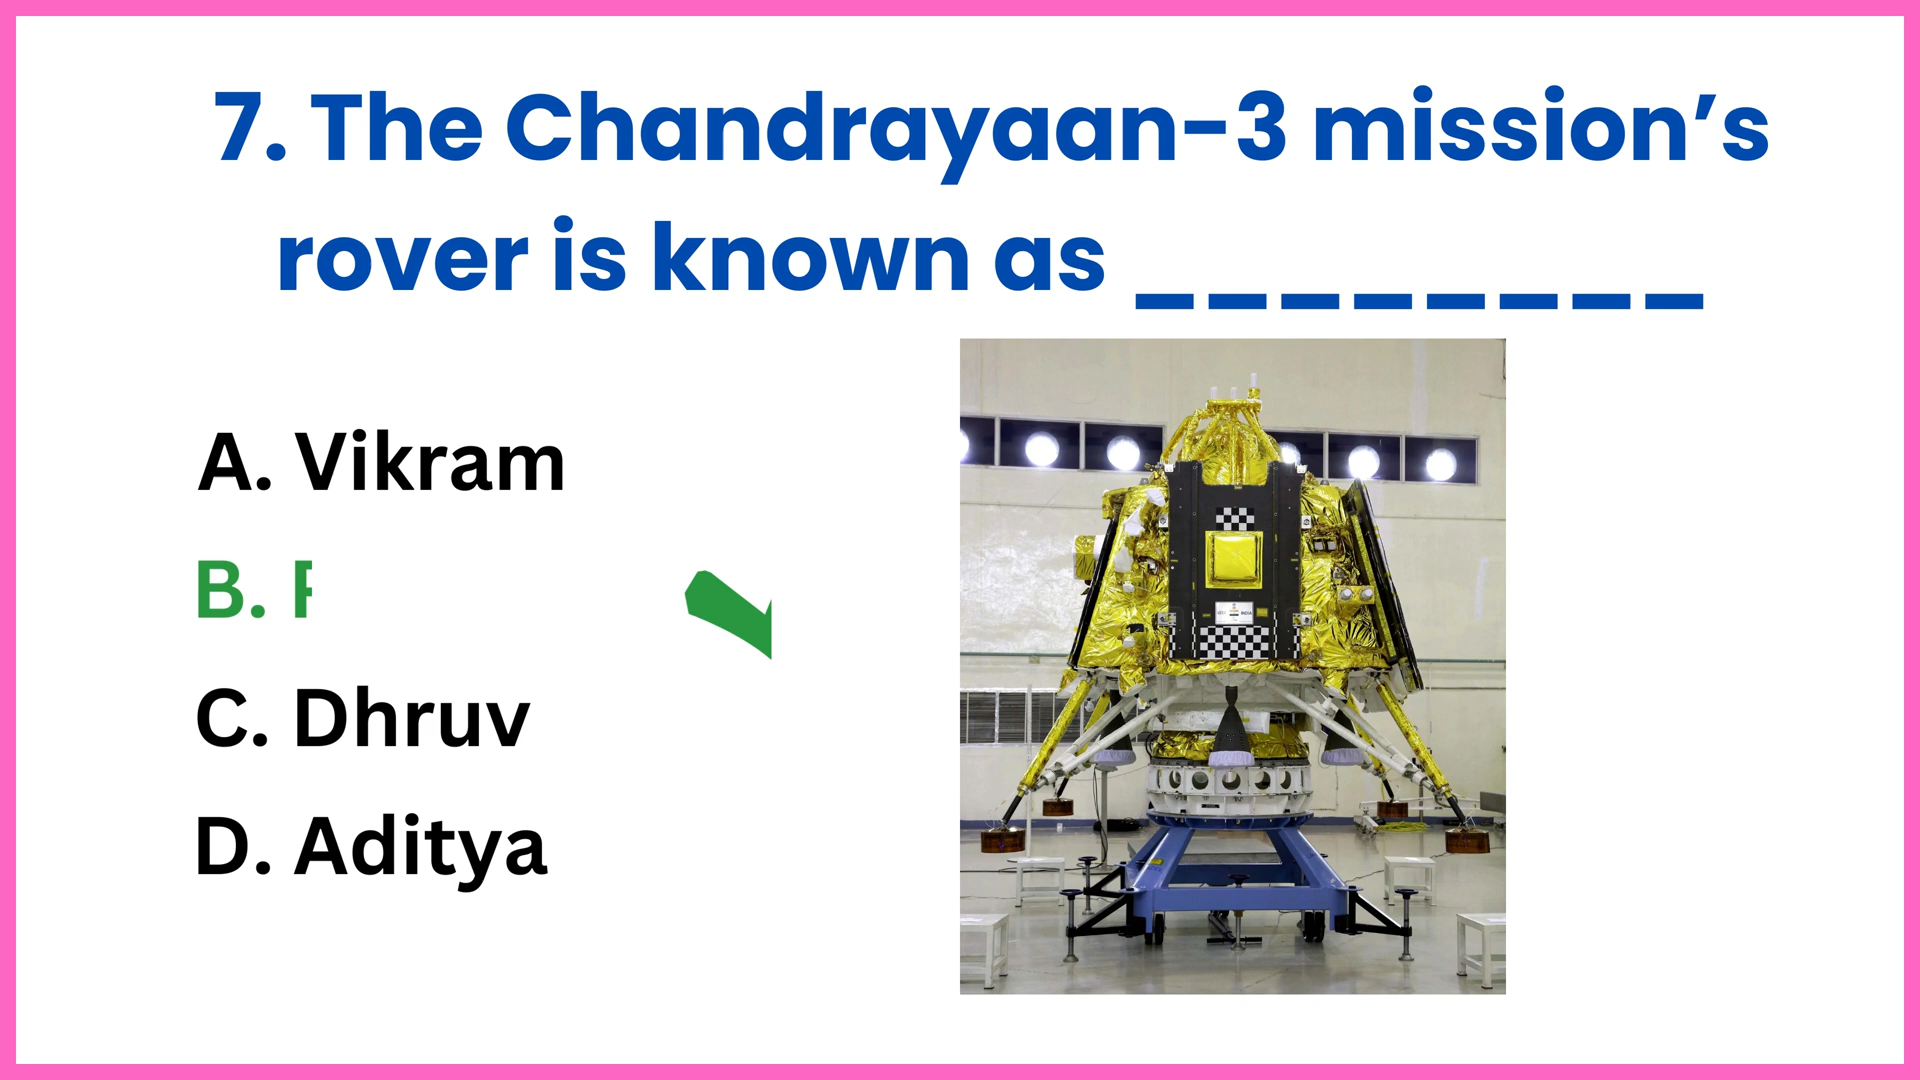 7. The Chandrayaan-3 mission’s
rover is known as ________
A. Vikram
B.
C. Dhruv
D. Aditya